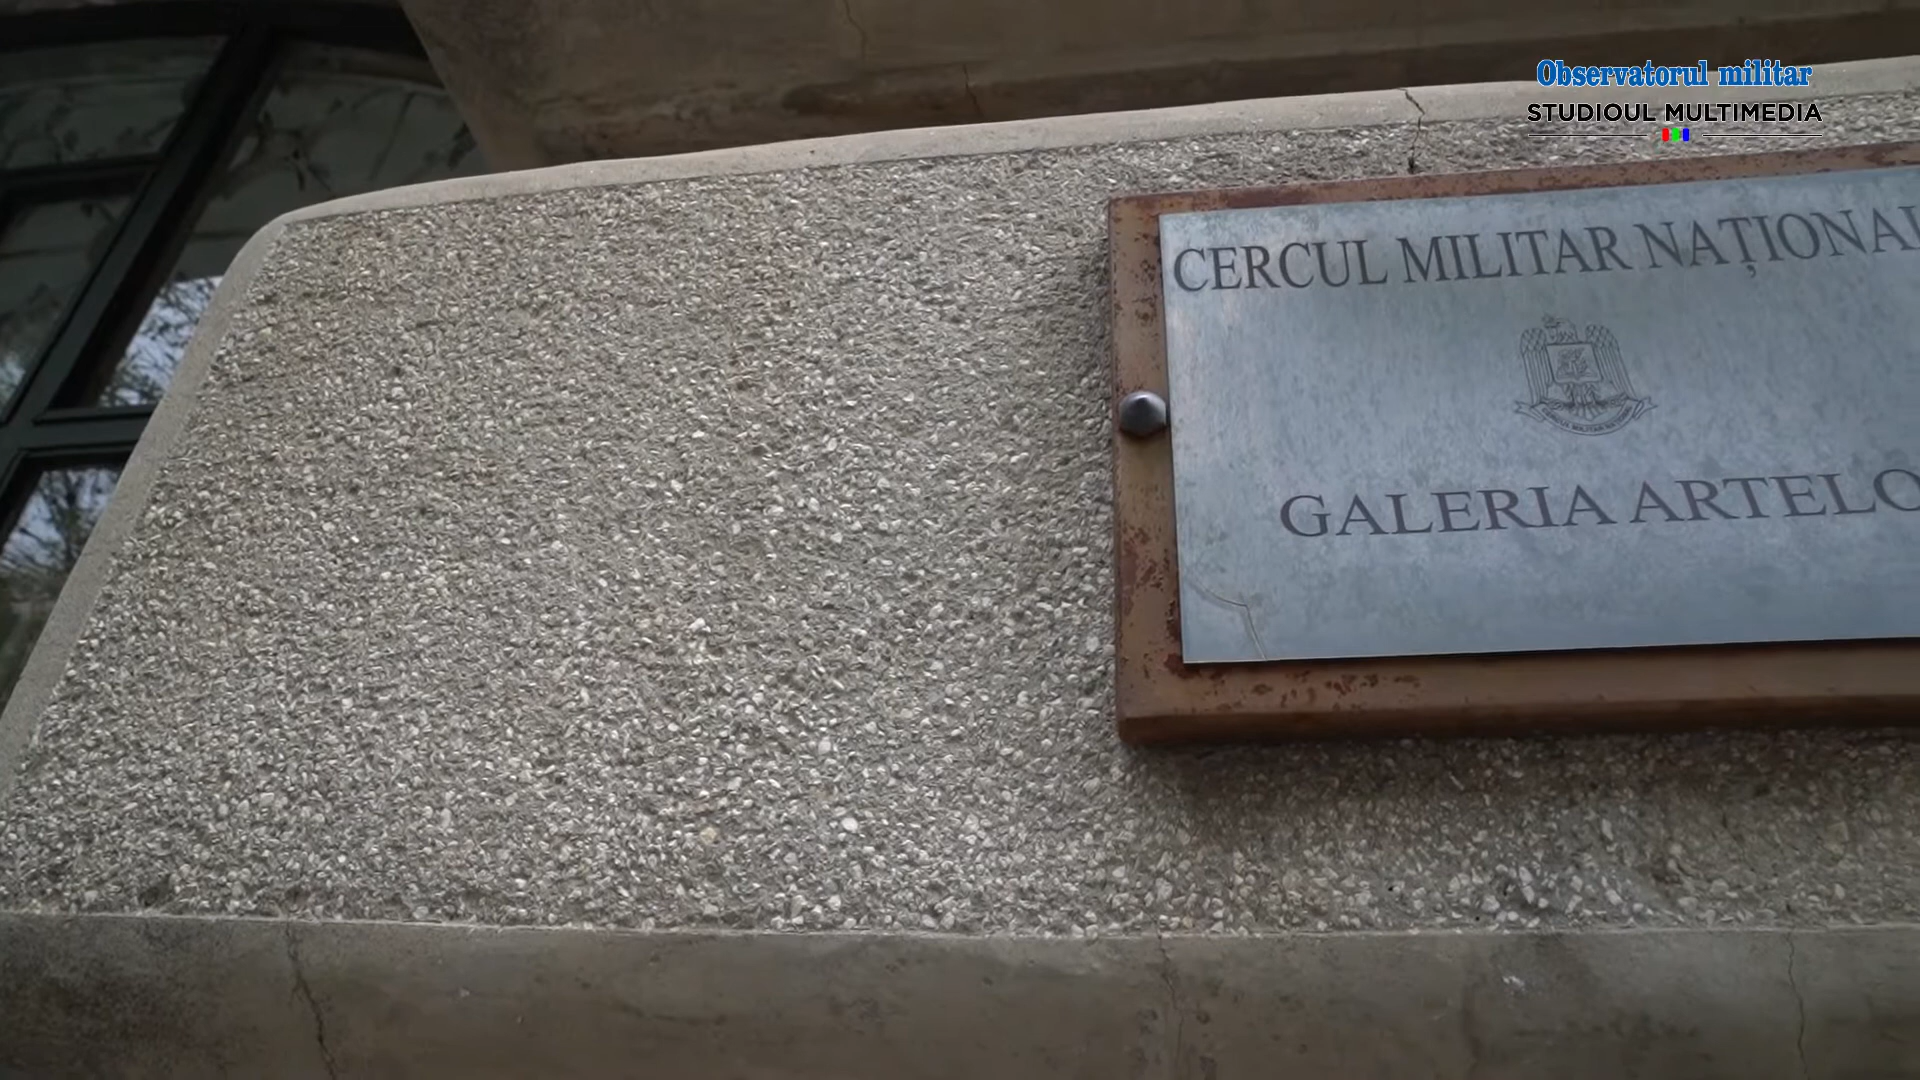 Observatorul militar
STUDIOUL MULTIMEDIA
CERCUL MILITAR NAȚIONAL
GALERIA ARTELO